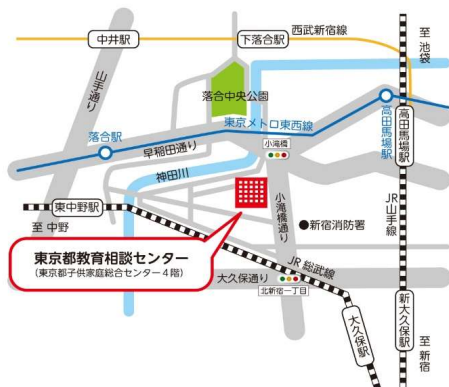 西武新宿線
至 池袋
中井駅
下落合駅
山手通り
落合中央公園
東京メトロ東西線
高田馬場駅
高田馬場駅
落合駅
早稲田通り
小滝橋
神田川
JR山手線
東中野駅
小滝橋通り
新宿消防署
至 中野
東京都教育相談センター
(東京都子供家庭総合センター4階)
JR 総武線
大久保通り
北新宿一丁目
新大久保駅
大久保駅
至 新宿